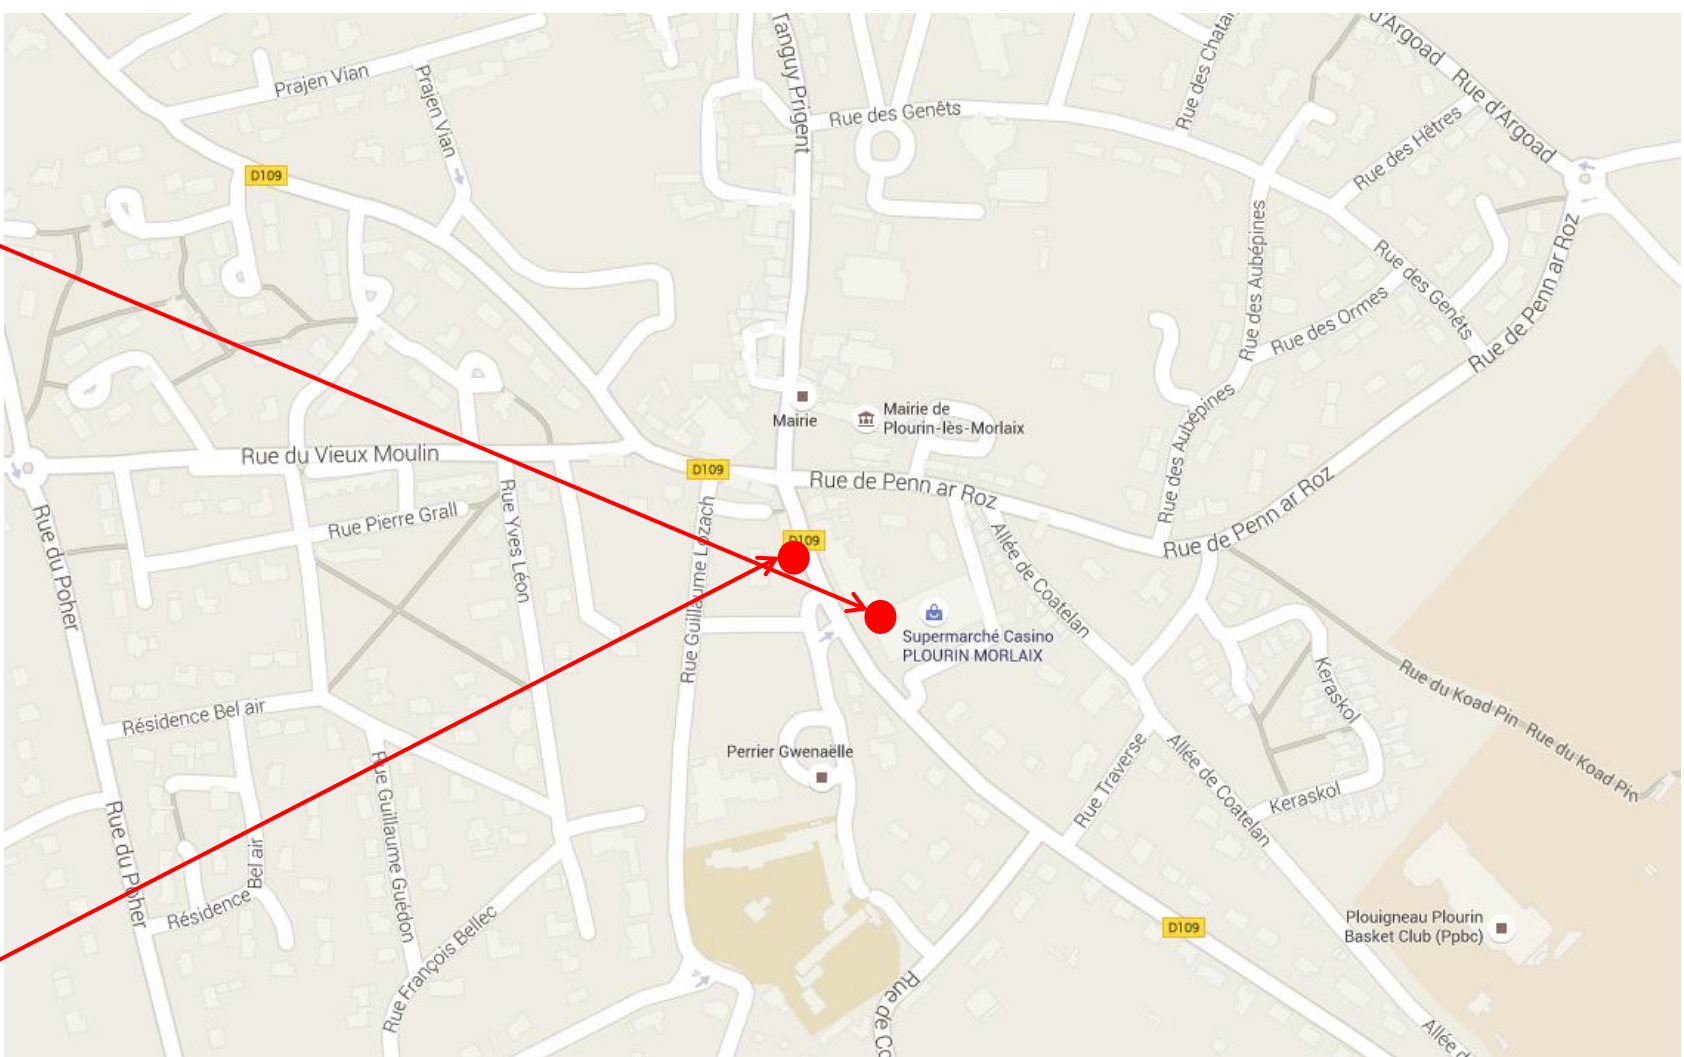 Tanguy Prigent
Rue des Chatai
d'Argoad
Rue d'Argoad
Prajen Vian
Prajen Vian
Rue des Genêts
Rue des Hêtres
D109
Rue des Aubépines
Rue de Penn ar Roz
Rue des Genêts
Rue des Ormes
Mairie
Mairie de
Plourin-lès-Morlaix
Rue des Aubépines
Rue du Vieux Moulin
D109
Rue de Penn ar Roz
Rue de Penn ar Roz
Rue Yves Léon
Rue Pierre Grall
Rue du Poher
Rue Guillaume Lozach
D109
Allée de Coatelan
Supermarché Casino
PLOURIN MORLAIX
Keraskol
Rue du Koad Pin
Rue du Koad Pin
Résidence Bel air
Perrier Gwenaëlle
Rue Guillaume Guédon
Rue Traverse
Allée de Coatelan
Keraskol
Rue du Poher
Résidence Bel air
Rue François Bellec
Plouigneau Plourin
Basket Club (Ppbc)
D109
Rue de Co
Allée d